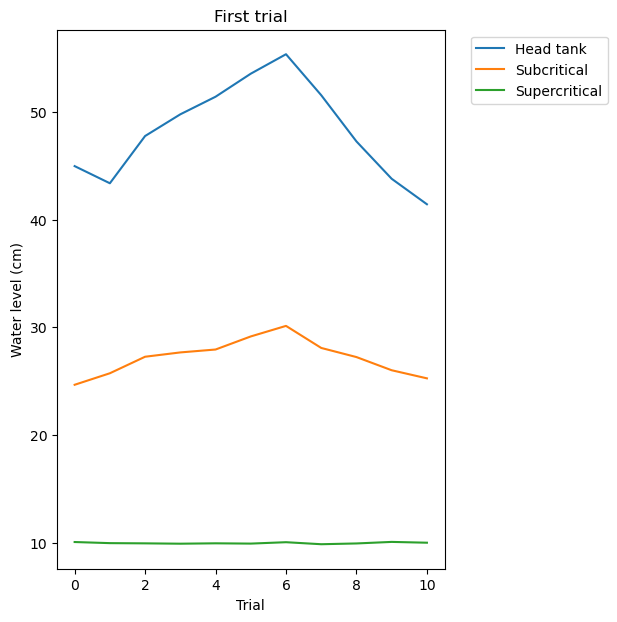 First trial
Head tank
Subcritical
Supercritical
50
40
30
20
10
Water level (cm)
0 2 4 6 8 10
Trial